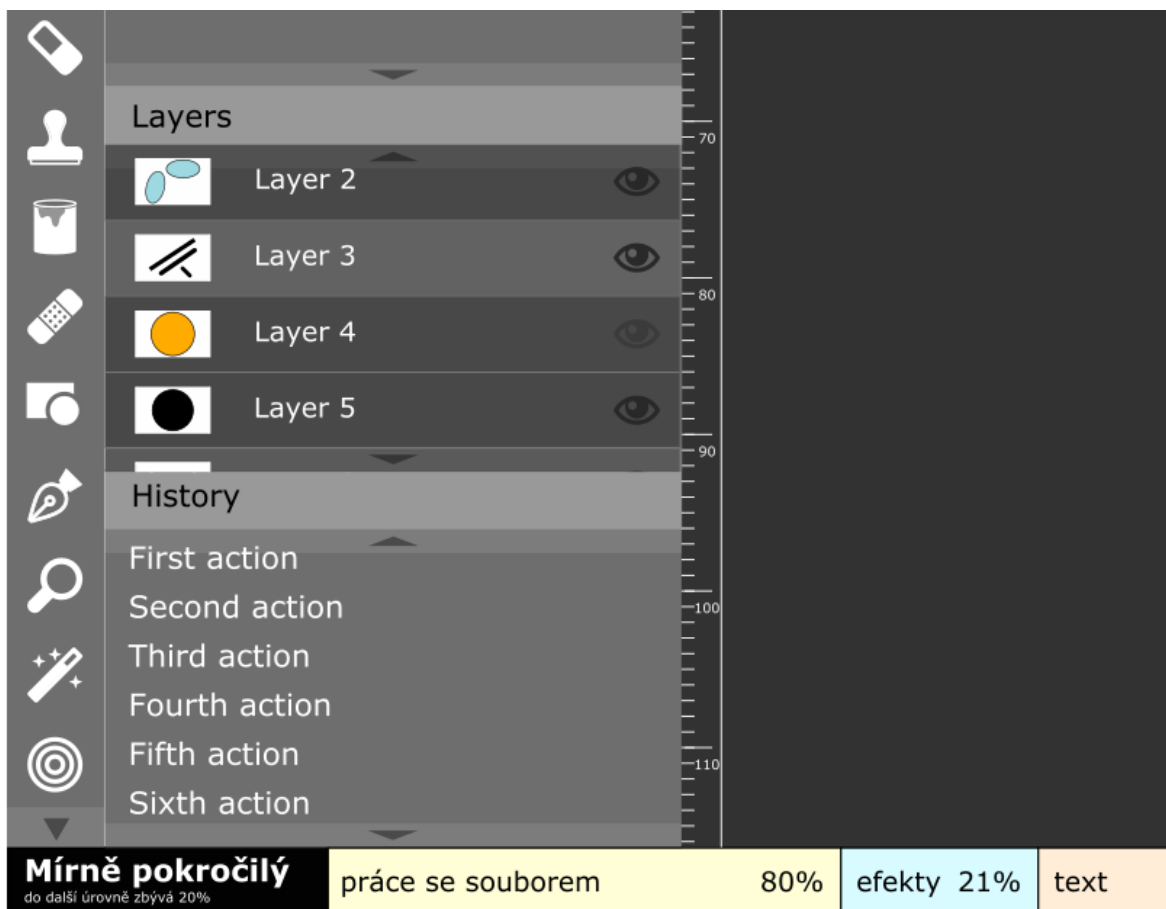 Layers
Layer 2
Layer 3
Layer 4
Layer 5
History
First action
Second action
Third action
Fourth action
Fifth action
Sixth action
70
80
90
100
110
Mírně pokročilý
do další úrovně zbývá 20%
práce se souborem 80%
efekty 21%
text